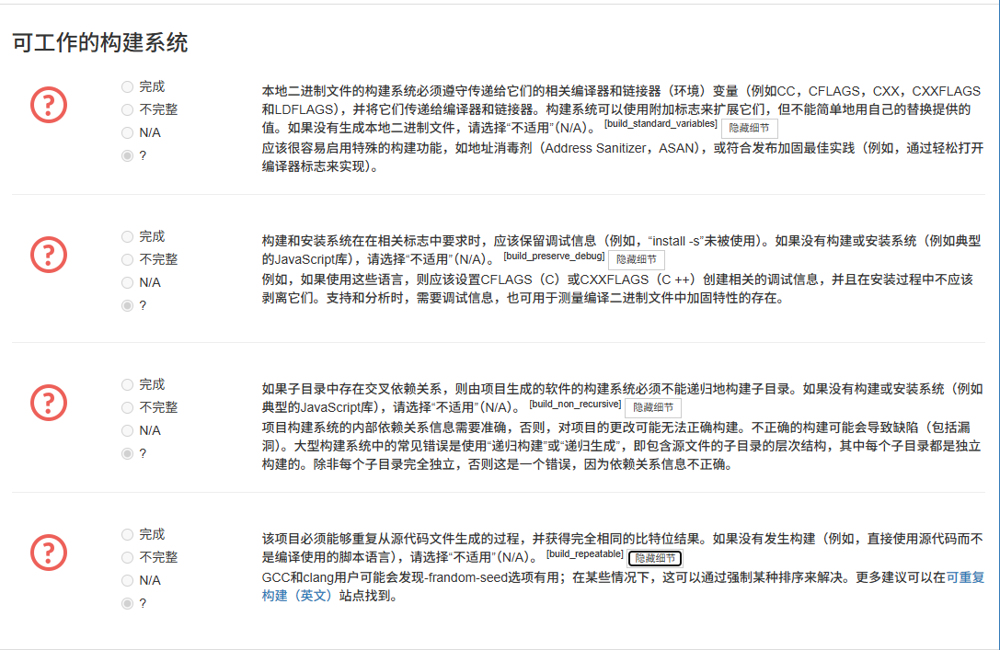 可工作的构建系统
完成
不完整
N/A
?
本地二进制文件的构建系统必须遵守传递给它们的相关编译器和链接器（环境）变量（例如CC，CFLAGS，CXX，CXXFLAGS
和LDFLAGS），并将它们传递给编译器和链接器。构建系统可以使用附加标志来扩展它们，但不能简单地用自己的替换提供的
值。如果没有生成本地二进制文件，请选择“不适用”（N/A）。 [build_standard_variables] 隐藏细节
应该很容易启用特殊的构建功能，如地址消毒剂（Address Sanitizer，ASAN），或符合发布加固最佳实践（例如，通过轻松打开
编译器标志来实现）。
完成
不完整
N/A
?
构建和安装系统在在相关标志中要求时，应该保留调试信息（例如，“install -s”未被使用）。如果没有构建或安装系统（例如典型
的JavaScript库），请选择“不适用”（N/A）。 [build_preserve_debug] 隐藏细节
例如，如果使用这些语言，则应该设置CFLAGS（C）或CXXFLAGS（C ++）创建相关的调试信息，并且在安装过程中不应该
剥离它们。支持和分析时，需要调试信息，也可用于测量编译二进制文件中加固特性的存在。
完成
不完整
N/A
?
如果子目录中存在交叉依赖关系，则由项目生成的软件的构建系统必须不能递归地构建子目录。如果没有构建或安装系统（例如
典型的JavaScript库），请选择“不适用”（N/A）。 [build_non_recursive] 隐藏细节
项目构建系统的内部依赖关系信息需要准确，否则，对项目的更改可能无法正确构建。不正确的构建可能会导致缺陷（包括漏
洞）。大型构建系统中的常见错误是使用“递归构建”或“递归生成”，即包含源文件的子目录的层次结构，其中每个子目录都是独立
构建的。除非每个子目录完全独立，否则这是一个错误，因为依赖关系信息不正确。
完成
不完整
N/A
?
该项目必须能够重复从源代码文件生成的过程，并获得完全相同的比特位结果。如果没有发生构建（例如，直接使用源代码而不
是编译使用的脚本语言），请选择“不适用”（N/A）。 [build_repeatable] 隐藏细节
GCC和clang用户可能会发现-frandom-seed选项有用；在某些情况下，这可以通过强制某种排序来解决。更多建议可以在可重复
构建（英文）站点找到。